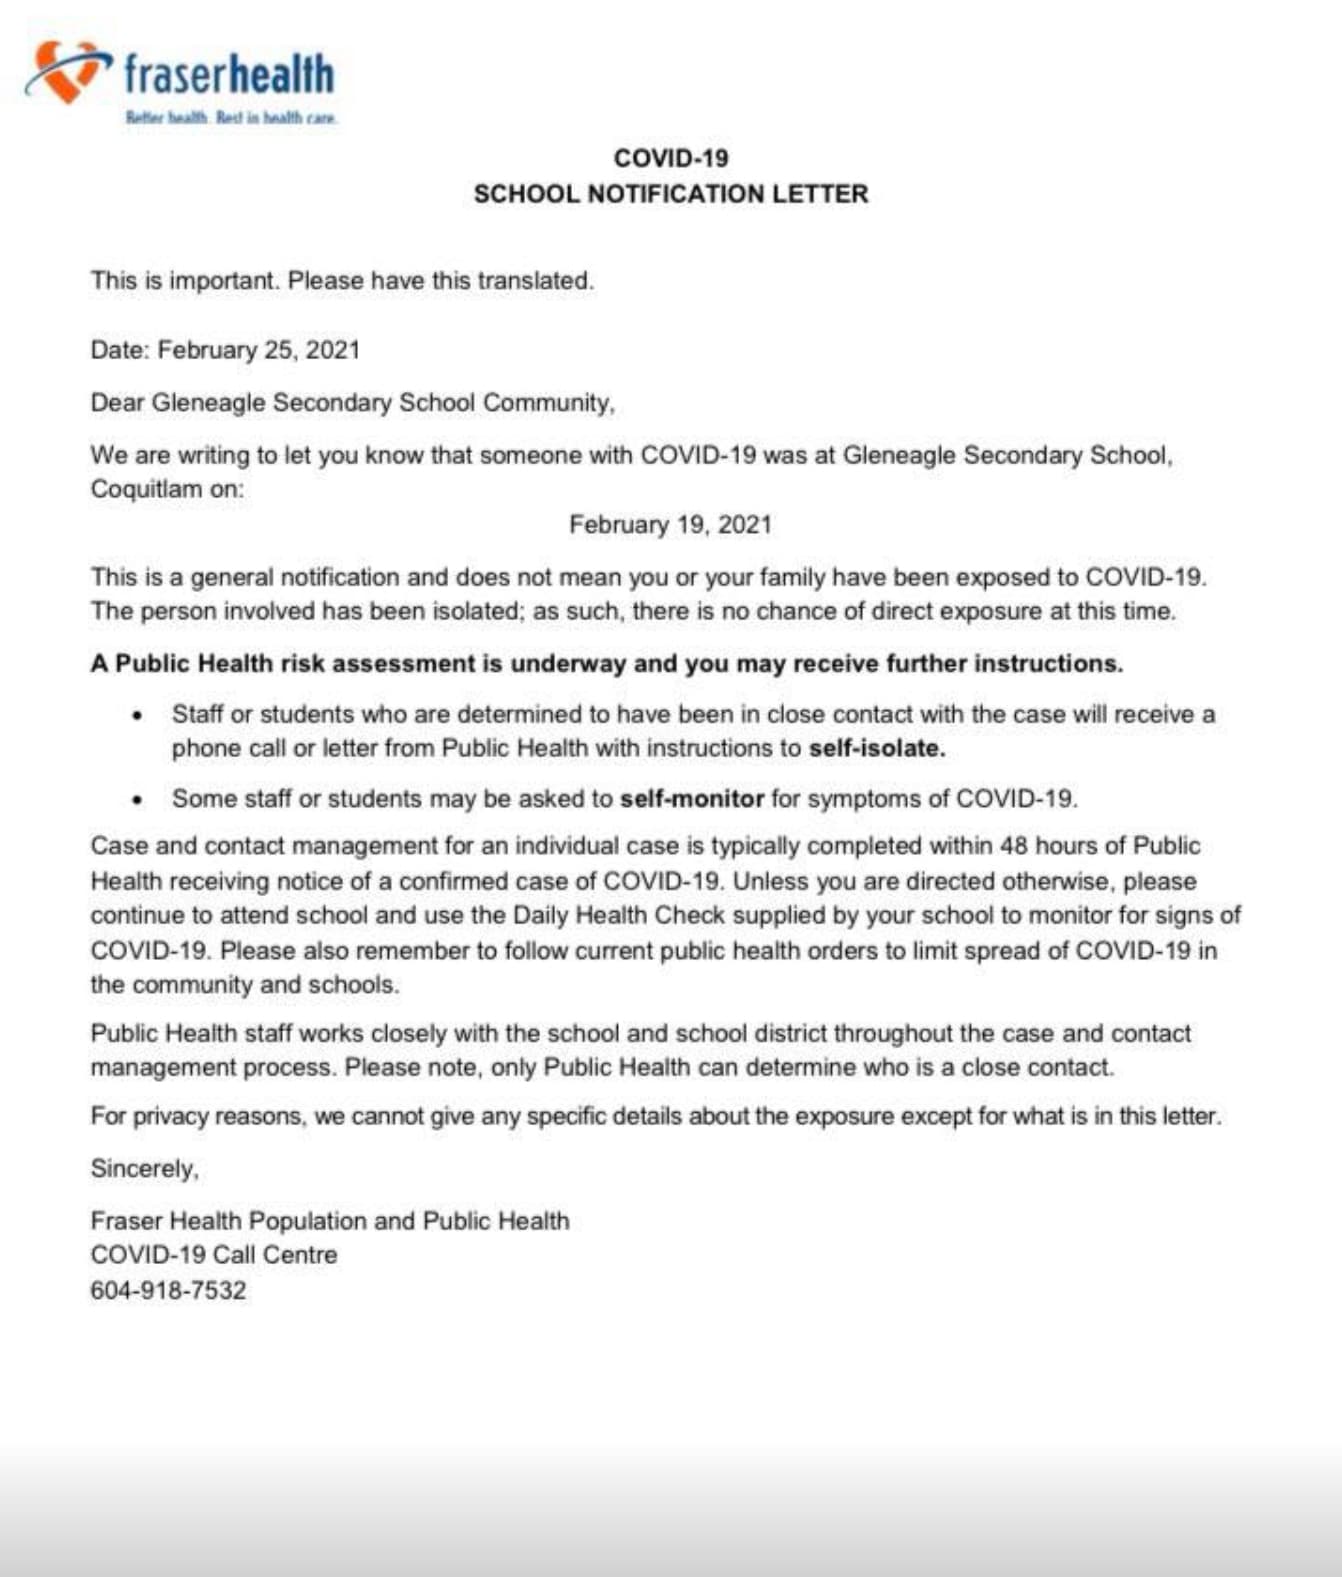 fraserhealth
Better health. Best in health care.
COVID-19
SCHOOL NOTIFICATION LETTER
This is important. Please have this translated.
Date: February 25, 2021
Dear Gleneagle Secondary School Community,
We are writing to let you know that someone with COVID-19 was at Gleneagle Secondary School,
Coquitlam on:
February 19, 2021
This is a general notification and does not mean you or your family have been exposed to COVID-19.
The person involved has been isolated; as such, there is no chance of direct exposure at this time.
A Public Health risk assessment is underway and you may receive further instructions.
• Staff or students who are determined to have been in close contact with the case will receive a
phone call or letter from Public Health with instructions to self-isolate.
• Some staff or students may be asked to self-monitor for symptoms of COVID-19.
Case and contact management for an individual case is typically completed within 48 hours of Public
Health receiving notice of a confirmed case of COVID-19. Unless you are directed otherwise, please
continue to attend school and use the Daily Health Check supplied by your school to monitor for signs of
COVID-19. Please also remember to follow current public health orders to limit spread of COVID-19 in
the community and schools.
Public Health staff works closely with the school and school district throughout the case and contact
management process. Please note, only Public Health can determine who is a close contact.
For privacy reasons, we cannot give any specific details about the exposure except for what is in this letter.
Sincerely,
Fraser Health Population and Public Health
COVID-19 Call Centre
604-918-7532